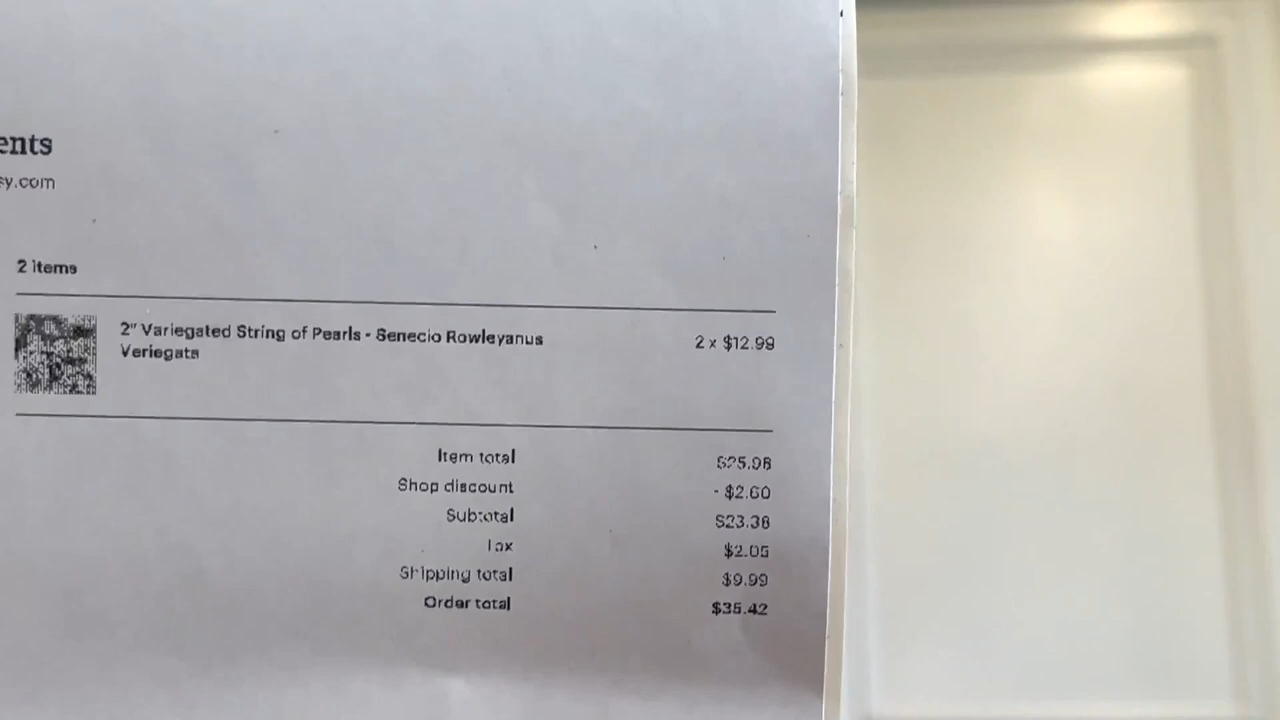 ents
sy.com
2 items
2" Variegated String of Pearls - Senecio Rowleyanus
Veriegata
2 x $12.99
Item total $25.98
Shop discount - $2.60
Subtotal $23.38
Tax $2.05
Shipping total $9.99
Order total $35.42